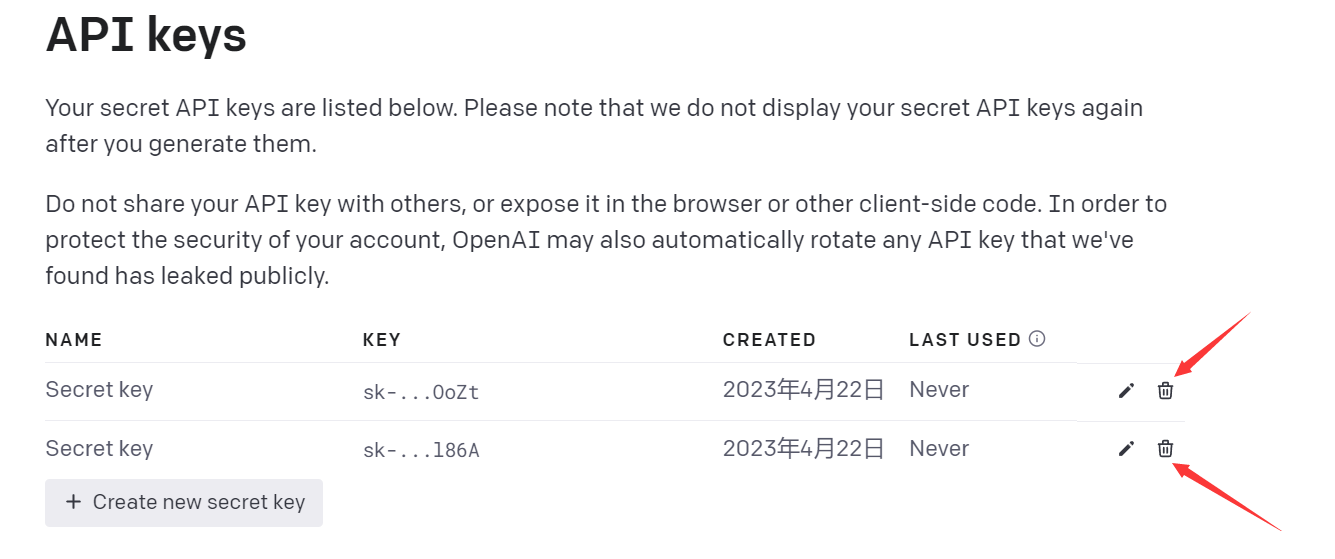 API keys
Your secret API keys are listed below. Please note that we do not display your secret API keys again
after you generate them.
Do not share your API key with others, or expose it in the browser or other client-side code. In order to
protect the security of your account, OpenAI may also automatically rotate any API key that we've
found has leaked publicly.
NAME KEY CREATED LAST USED
Secret key sk-...OoZt 2023年4月22日 Never
Secret key sk-...l86A 2023年4月22日 Never
+ Create new secret key